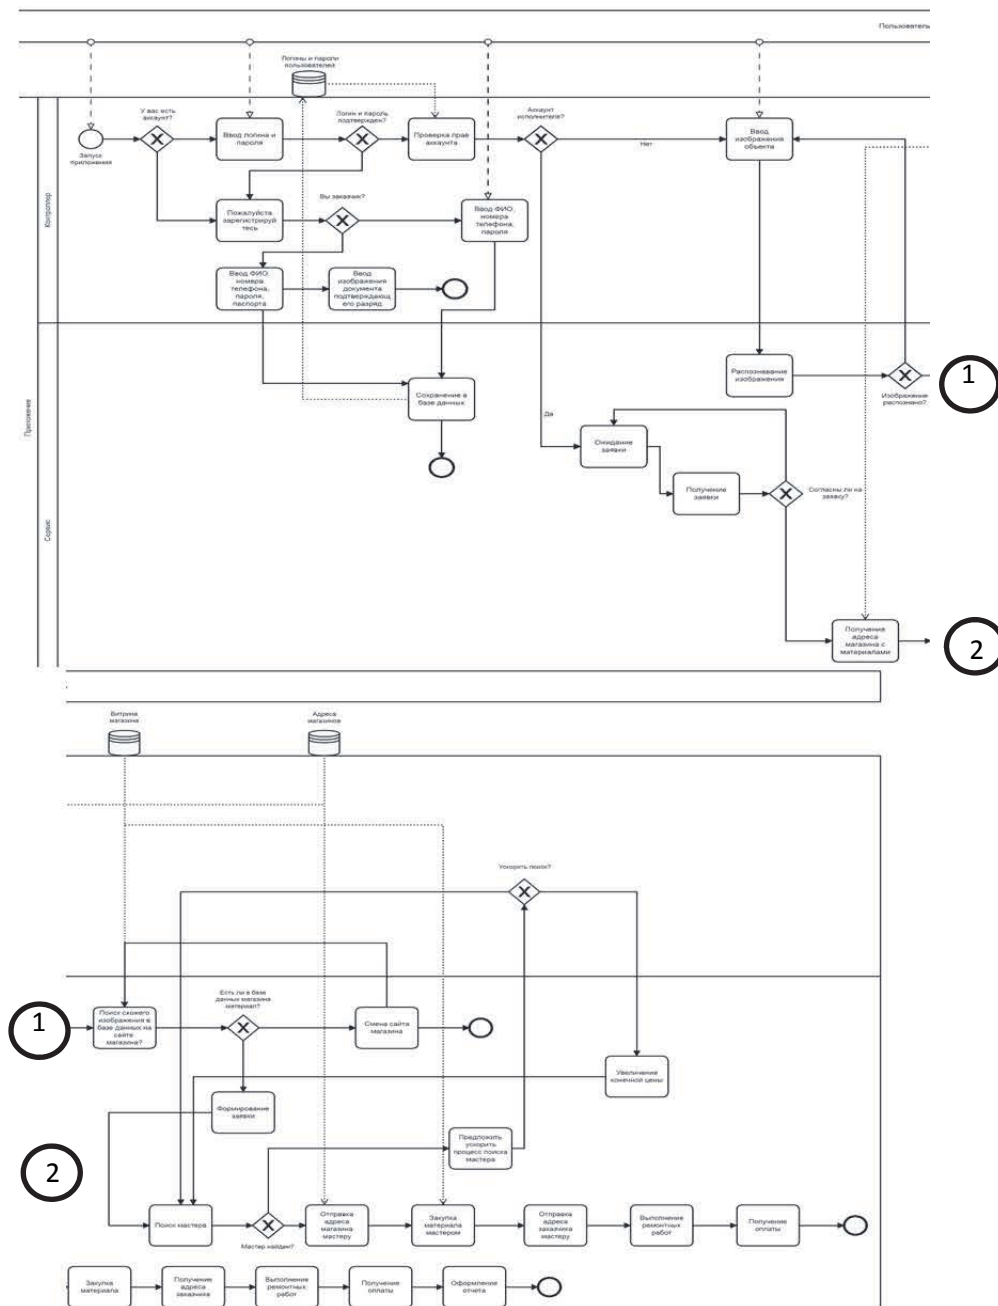 Пользователь
Логины и пароли
пользователей
У вас есть
аккаунт?
Логин и пароль
подтвержден?
Аккаунт
исполнителя?
Запуск
приложения
Ввод логина и
пароля
Проверка прав
аккаунта
Нет
Ввод
изображения
объекта
Контроллер
Пожалуйста
зарегистрируй
тесь
Вы заказчик?
Ввод ФИО,
номера
телефона,
пароля
Ввод ФИО,
номера
телефона,
пароля,
паспорта
Ввод
изображения
документа
подтверждающ
его разряд
Приложение
Сервис
Сохранение в
базе данных
Распознавание
изображения
Изображение
распознано?
1
Да
Ожидание
заявки
Получение
заявки
Согласны ли на
заявку?
Получение
адреса
магазина с
материалами
2
Витрина
магазина
Адреса
магазинов
Ускорить поиск?
1
Поиск схожего
изображения в
базе данных на
сайте
магазина?
Есть ли в базе
данных магазина
материал?
Смена сайта
магазина
Увеличение
конечной цены
Формирование
заявки
Предложить
ускорить
процесс поиска
мастера
2
Поиск мастера
Мастер найден?
Отправка
адреса
магазина
мастеру
Закупка
материала
мастером
Отправка
адреса
заказчика
мастеру
Выполнение
ремонтных
работ
Получение
оплаты
Закупка
материала
Получение
адреса
заказчика
Выполнение
ремонтных
работ
Получение
оплаты
Оформление
отчета